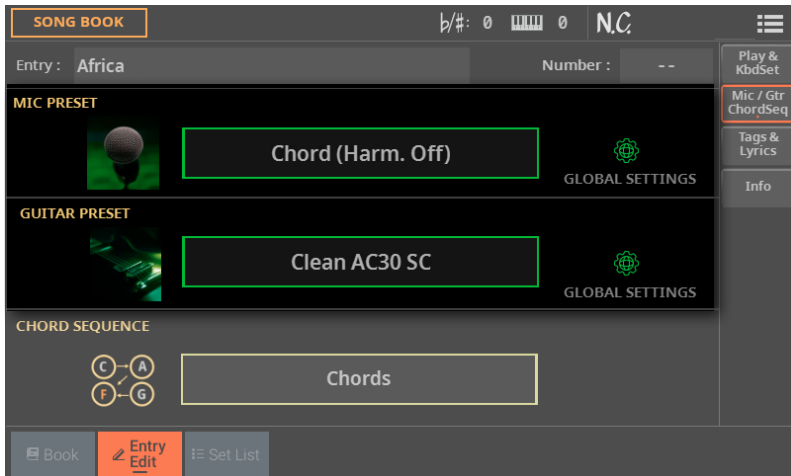 SONG BOOK
♭/#: 0
0
N.C.
Entry : Africa
Number : --
Play &
KbdSet
MIC PRESET
Mic / Gtr
ChordSeq
Chord (Harm. Off)
GLOBAL SETTINGS
Tags &
Lyrics
Info
GUITAR PRESET
Clean AC30 SC
GLOBAL SETTINGS
CHORD SEQUENCE
C A
F G
Chords
Book
Entry
Edit
Set List